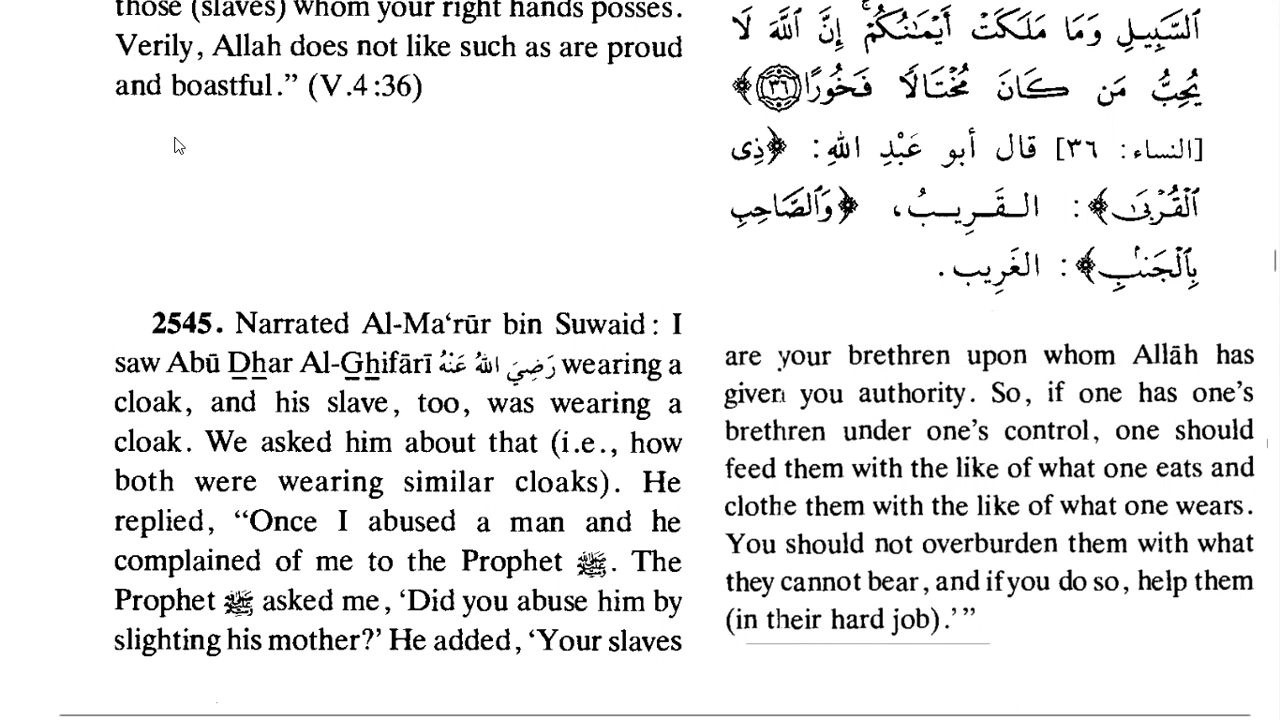 those (slaves) whom your right hands posses.
Verily, Allah does not like such as are proud
and boastful.” (V.4:36)
ٱلسَّبِيلِ وَمَا مَلَكَتْ أَيْمَٰنُكُمْ ۗ إِنَّ ٱللَّهَ لَا
يُحِبُّ مَن كَانَ مُخْتَالًا فَخُورًا ٣٦﴾
[النساء: ٣٦] قال أبو عَبْدِ اللهِ: ﴿ذِى
ٱلْقُرْبَىٰ﴾: القَرِيبُ، ﴿وَٱلصَّاحِبِ
بِٱلْجَنۢبِ﴾: الغَرِيب.
2545. Narrated Al-Ma‘rūr bin Suwaid: I
saw Abū Dhar Al-Ghifārī رَضِيَ اللهُ عَنْهُ wearing a
cloak, and his slave, too, was wearing a
cloak. We asked him about that (i.e., how
both were wearing similar cloaks). He
replied, “Once I abused a man and he
complained of me to the Prophet ﷺ. The
Prophet ﷺ asked me, ‘Did you abuse him by
slighting his mother?’ He added, ‘Your slaves
are your brethren upon whom Allāh has
given you authority. So, if one has one’s
brethren under one’s control, one should
feed them with the like of what one eats and
clothe them with the like of what one wears.
You should not overburden them with what
they cannot bear, and if you do so, help them
(in their hard job).’”